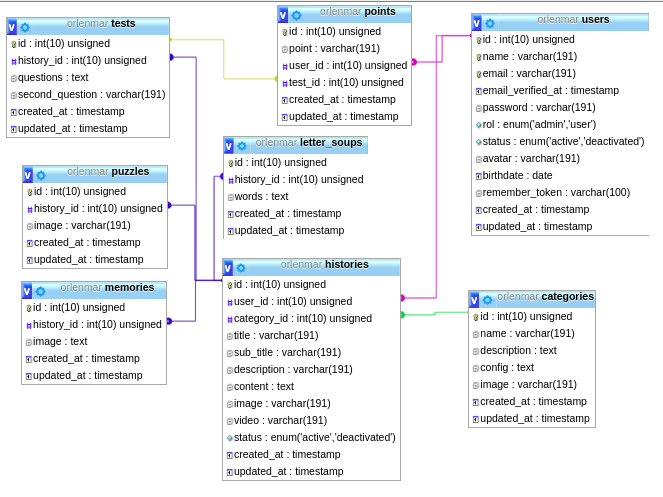 orlenmar tests
id : int(10) unsigned
history_id : int(10) unsigned
questions : text
second_question : varchar(191)
created_at : timestamp
updated_at : timestamp
orlenmar points
id : int(10) unsigned
point : varchar(191)
user_id : int(10) unsigned
test_id : int(10) unsigned
created_at : timestamp
updated_at : timestamp
orlenmar users
id : int(10) unsigned
name : varchar(191)
email : varchar(191)
email_verified_at : timestamp
password : varchar(191)
rol : enum('admin','user')
status : enum('active','deactivated')
avatar : varchar(191)
birthdate : date
remember_token : varchar(100)
created_at : timestamp
updated_at : timestamp
orlenmar letter_soups
id : int(10) unsigned
history_id : int(10) unsigned
words : text
created_at : timestamp
updated_at : timestamp
orlenmar puzzles
id : int(10) unsigned
history_id : int(10) unsigned
image : varchar(191)
created_at : timestamp
updated_at : timestamp
orlenmar memories
id : int(10) unsigned
history_id : int(10) unsigned
image : text
created_at : timestamp
updated_at : timestamp
orlenmar histories
id : int(10) unsigned
user_id : int(10) unsigned
category_id : int(10) unsigned
title : varchar(191)
sub_title : varchar(191)
description : varchar(191)
content : text
image : varchar(191)
video : varchar(191)
status : enum('active','deactivated')
created_at : timestamp
updated_at : timestamp
orlenmar categories
id : int(10) unsigned
name : varchar(191)
description : text
config : text
image : varchar(191)
created_at : timestamp
updated_at : timestamp